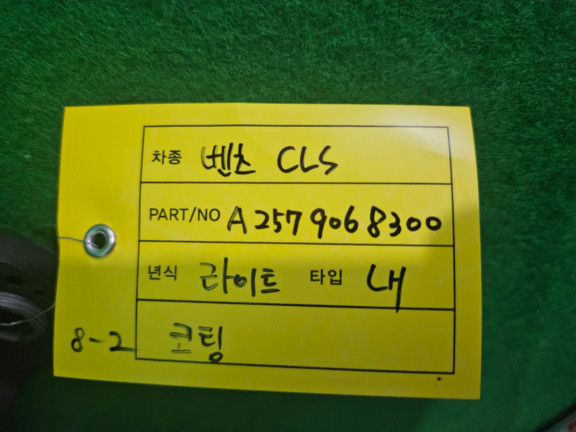 차종 벤츠 CLS
PART/NO A2579068300
년식 라이트 타입 내
8-2 코팅